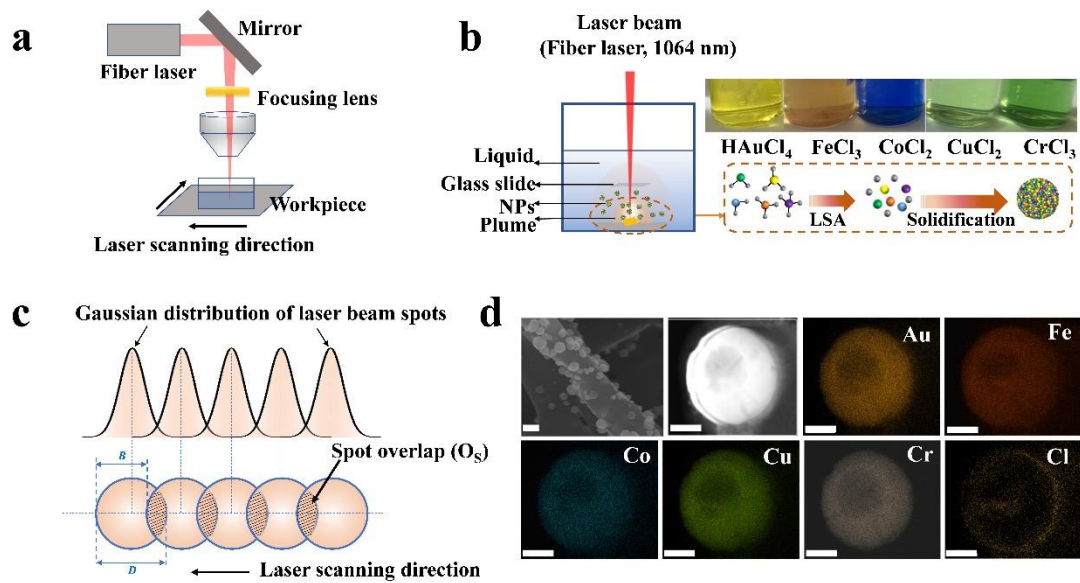 a
Mirror
Fiber laser
Focusing lens
Workpiece
Laser scanning direction
b
Laser beam
(Fiber laser, 1064 nm)
Liquid
Glass slide
NPs
Plume
HAuCl4 FeCl3 CoCl2 CuCl2 CrCl3
LSA
Solidification
c
Gaussian distribution of laser beam spots
Spot overlap (OS)
B
D
Laser scanning direction
d
Au
Fe
Co
Cu
Cr
Cl